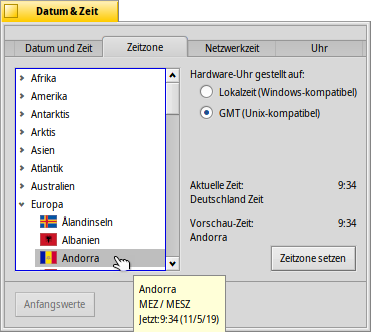 Datum & Zeit
Datum und Zeit
Zeitzone
Netzwerkzeit
Uhr
Afrika
Amerika
Antarktis
Arktis
Asien
Atlantik
Australien
Europa
Ålandinseln
Albanien
Andorra
Hardware-Uhr gestellt auf:
Lokalzeit (Windows-kompatibel)
GMT (Unix-kompatibel)
Aktuelle Zeit: 9:34
Deutschland Zeit
Vorschau-Zeit: 9:34
Andorra
Zeitzone setzen
Anfangswerte
Andorra
MEZ / MESZ
Jetzt: 9:34 (11/5/19)